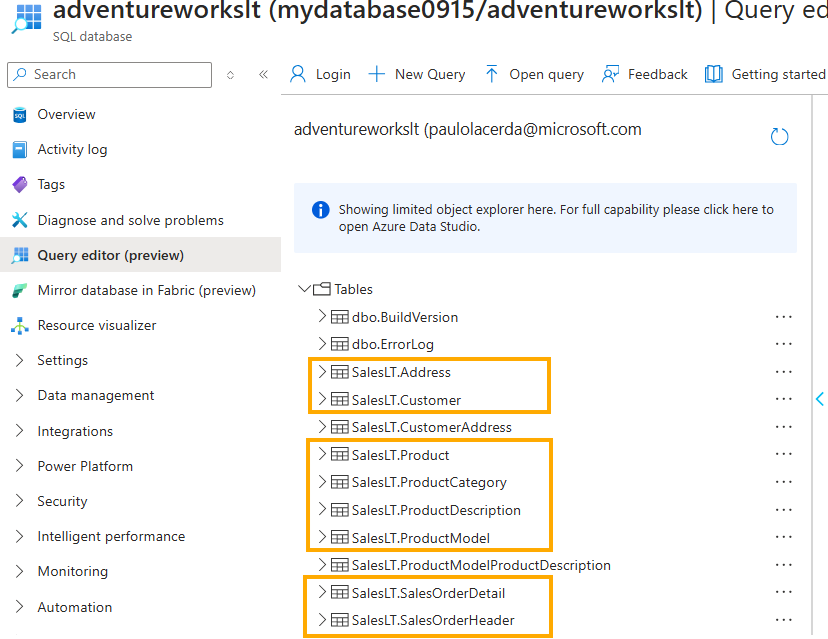 adventureworkslt (mydatabase0915/adventureworkslt) | Query ed
SQL database
Search
Login
New Query
Open query
Feedback
Getting started
Overview
Activity log
Tags
Diagnose and solve problems
Query editor (preview)
Mirror database in Fabric (preview)
Resource visualizer
Settings
Data management
Integrations
Power Platform
Security
Intelligent performance
Monitoring
Automation
adventureworkslt (paulolacerda@microsoft.com
Showing limited object explorer here. For full capability please click here to
open Azure Data Studio.
Tables
dbo.BuildVersion
dbo.ErrorLog
SalesLT.Address
SalesLT.Customer
SalesLT.CustomerAddress
SalesLT.Product
SalesLT.ProductCategory
SalesLT.ProductDescription
SalesLT.ProductModel
SalesLT.ProductModelProductDescription
SalesLT.SalesOrderDetail
SalesLT.SalesOrderHeader